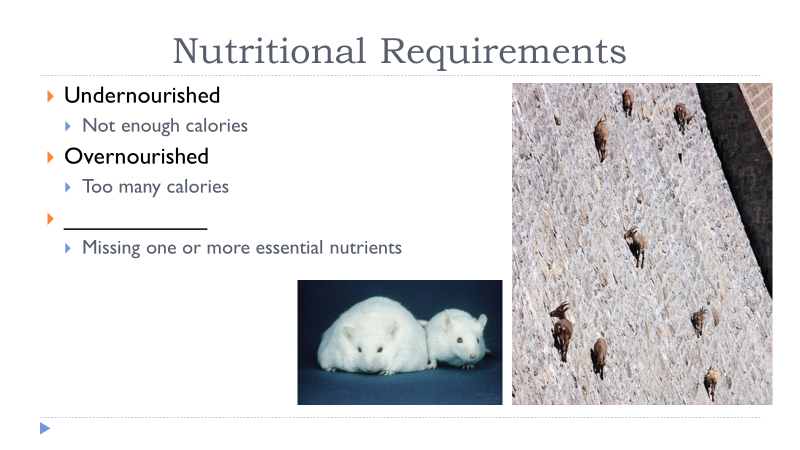 Nutritional Requirements
Undernourished
Not enough calories
Overnourished
Too many calories
_____________
Missing one or more essential nutrients